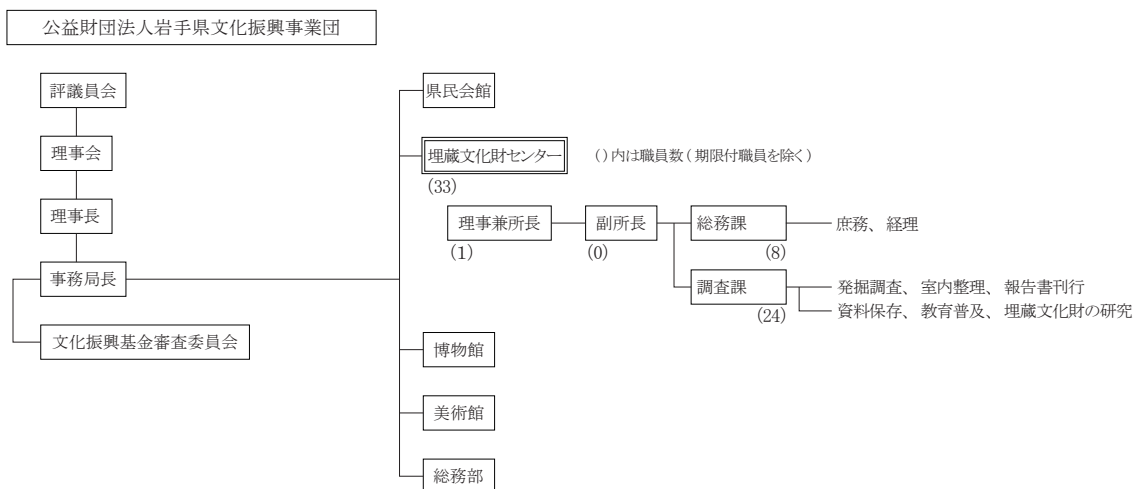 公益財団法人岩手県文化振興事業団
評議員会
理事会
理事長
事務局長
文化振興基金審査委員会
県民会館
埋蔵文化財センター
()内は職員数(期限付職員を除く)
(33)
理事兼所長
(1)
副所長
(0)
総務課
(8)
庶務、経理
調査課
(24)
発掘調査、室内整理、報告書刊行
資料保存、教育普及、埋蔵文化財の研究
博物館
美術館
総務部